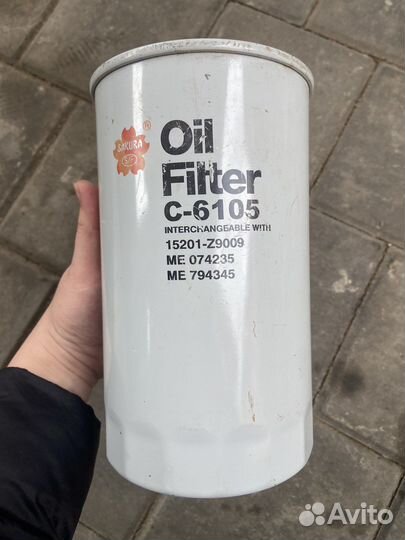 SAKURA
S/F
Oil
Filter
C-6105
INTERCHANGEABLE WITH
15201-Z9009
ME 074235
ME 794345
Avito